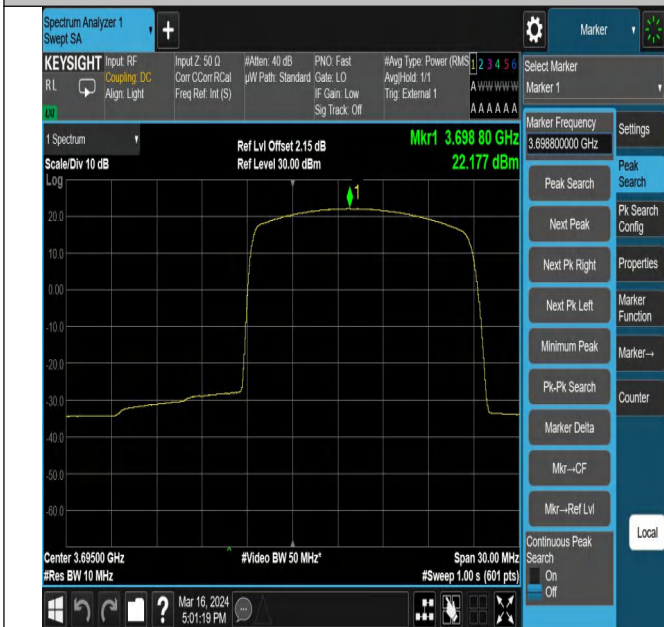 Spectrum Analyzer 1
Swept SA
Marker
KEYSIGHT Input: RF Input Z: 50 Ω #Atten: 40 dB PNO: Fast #Avg Type: Power (RMS 1 2 3 4 5 6
RL Coupling: DC Corr CCorr RCal µW Path: Standard Gate: LO Avg|Hold: 1/1 A W W W W W
Align: Light Freq Ref: Int (S) IF Gain: Low Trig: External 1
Sig Track: Off A A A A A A
LXI
Select Marker
Marker 1
1 Spectrum
Scale/Div 10 dB
Log
Ref Lvl Offset 2.15 dB
Ref Level 30.00 dBm
Mkr1 3.698 80 GHz
22.177 dBm
1
20.0
10.0
0.00
-10.0
-20.0
-30.0
-40.0
-50.0
-60.0
Center 3.69500 GHz #Video BW 50 MHz* Span 30.00 MHz
#Res BW 10 MHz #Sweep 1.00 s (601 pts)
Marker Frequency
3.698800000 GHz
Peak Search
Next Peak
Next Pk Right
Next Pk Left
Minimum Peak
Pk-Pk Search
Marker Delta
Mkr→CF
Mkr→Ref Lvl
Continuous Peak
Search
On
Off
Settings
Peak
Search
Pk Search
Config
Properties
Marker
Function
Marker→
Counter
Local
Mar 16, 2024
5:01:19 PM